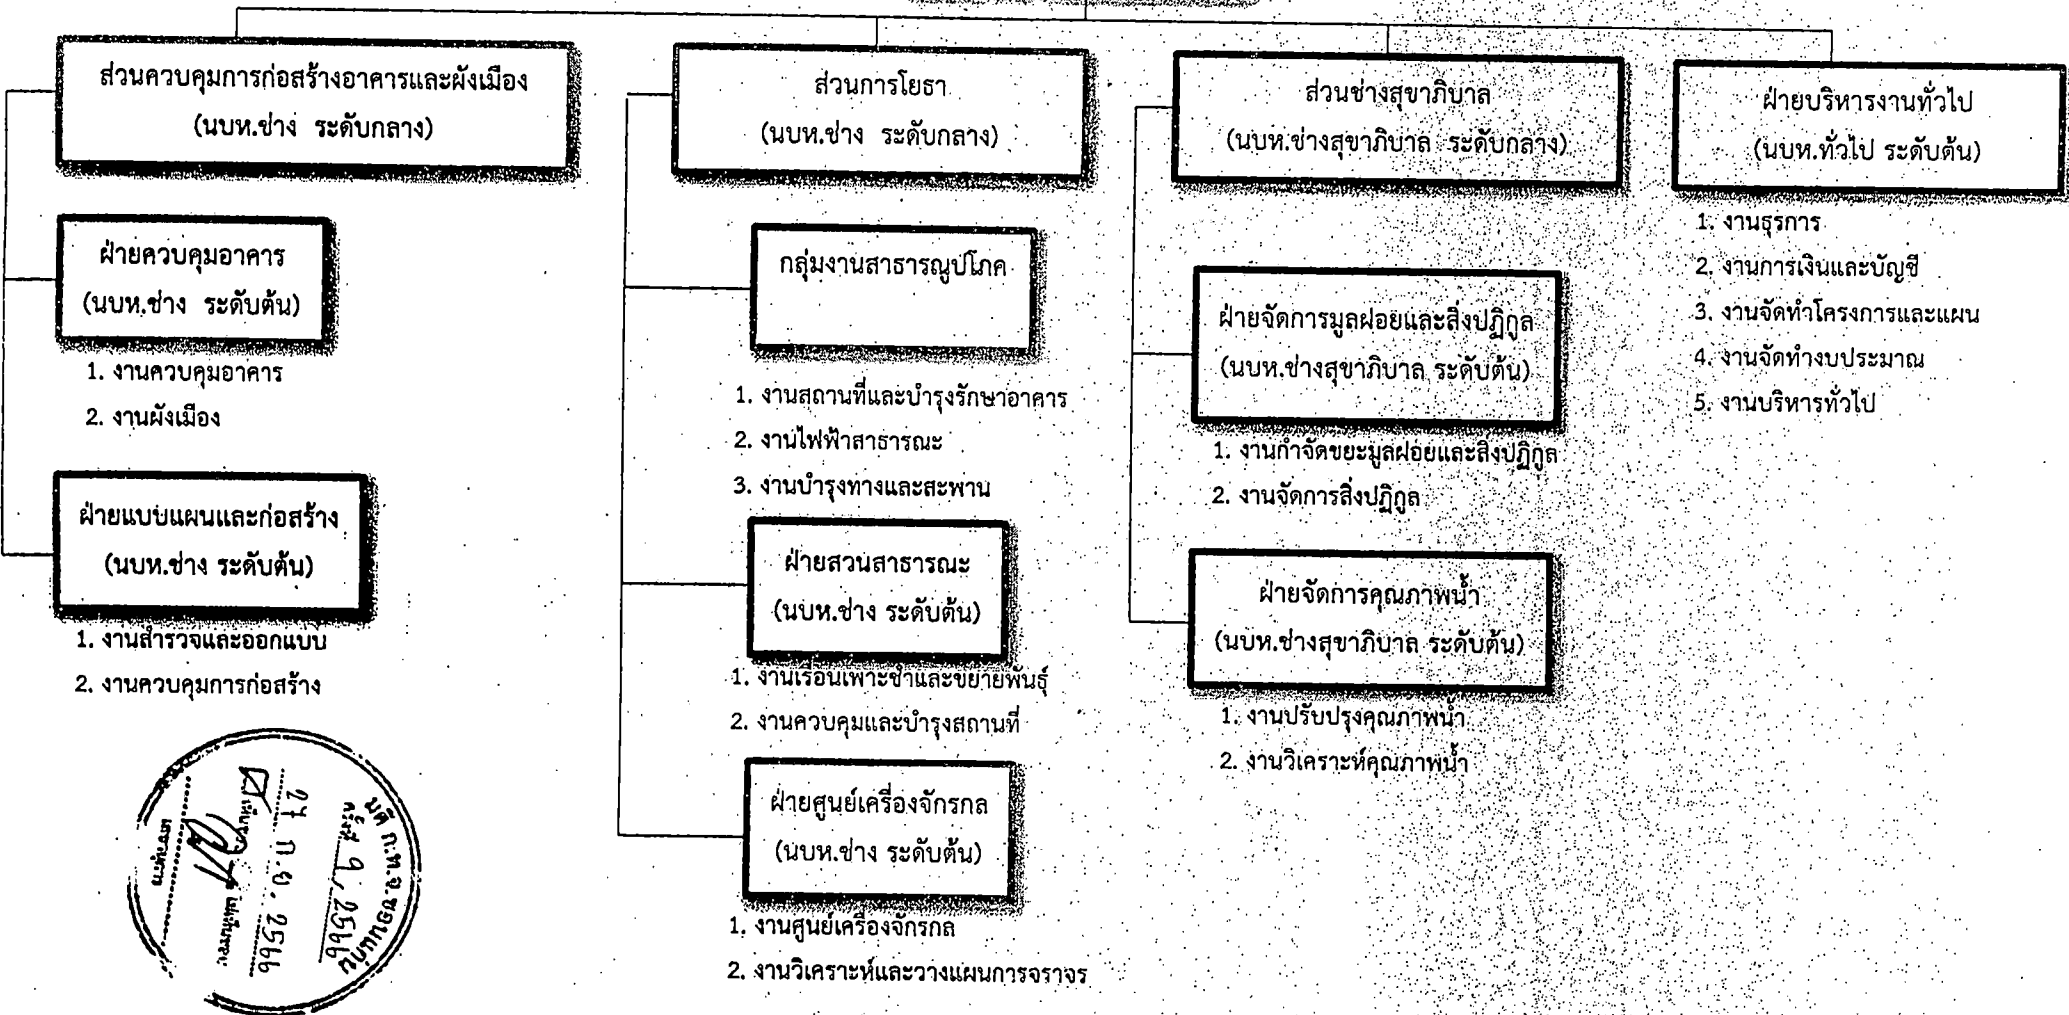 ส่วนควบคุมการก่อสร้างอาคารและผังเมือง
(นบห.ช่าง ระดับกลาง)
ฝ่ายควบคุมอาคาร
(นบห.ช่าง ระดับต้น)
1. งานควบคุมอาคาร
2. งานผังเมือง
ฝ่ายแบบแผนและก่อสร้าง
(นบห.ช่าง ระดับต้น)
1. งานสำรวจและออกแบบ
2. งานควบคุมการก่อสร้าง
ส่วนการโยธา
(นบห.ช่าง ระดับกลาง)
กลุ่มงานสาธารณูปโภค
1. งานสถานที่และบำรุงรักษาอาคาร
2. งานไฟฟ้าสาธารณะ
3. งานบำรุงทางและสะพาน
ฝ่ายสวนสาธารณะ
(นบห.ช่าง ระดับต้น)
1. งานเรือนเพาะชำและขยายพันธุ์
2. งานควบคุมและบำรุงสถานที่
ฝ่ายศูนย์เครื่องจักรกล
(นบห.ช่าง ระดับต้น)
1. งานศูนย์เครื่องจักรกล
2. งานวิเคราะห์และวางแผนการจราจร
ส่วนช่างสุขาภิบาล
(นบห.ช่างสุขาภิบาล ระดับกลาง)
ฝ่ายจัดการมูลฝอยและสิ่งปฏิกูล
(นบห.ช่างสุขาภิบาล ระดับต้น)
1. งานกำจัดขยะมูลฝอยและสิ่งปฏิกูล
2. งานจัดการสิ่งปฏิกูล
ฝ่ายจัดการคุณภาพน้ำ
(นบห.ช่างสุขาภิบาล ระดับต้น)
1. งานปรับปรุงคุณภาพน้ำ
2. งานวิเคราะห์คุณภาพน้ำ
ฝ่ายบริหารงานทั่วไป
(นบห.ทั่วไป ระดับต้น)
1. งานธุรการ
2. งานการเงินและบัญชี
3. งานจัดทำโครงการและแผน
4. งานจัดทำงบประมาณ
5. งานบริหารทั่วไป
มติ ก.ท.จ.ขอนแก่น
ครั้งที่ 9/2566
27 ก.ย. 2566